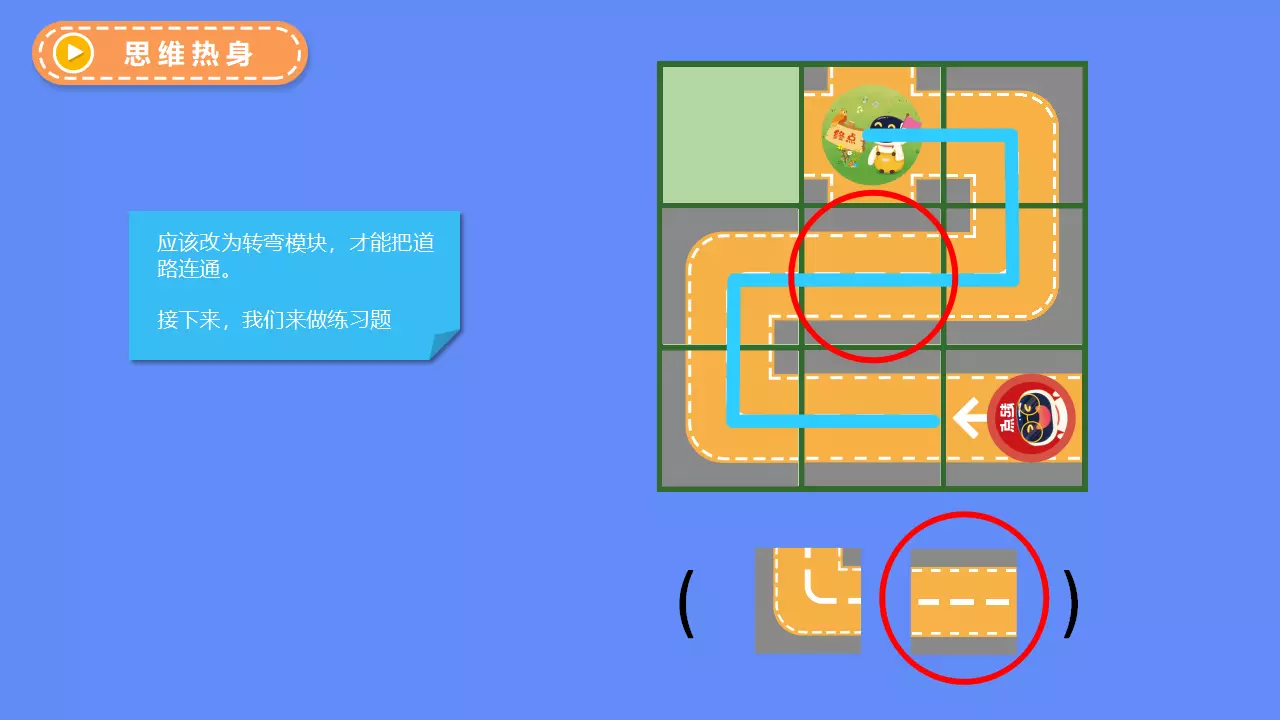 思维热身
终点
应该改为转弯模块，才能把道
路连通。
接下来，我们来做练习题
起点
(
)